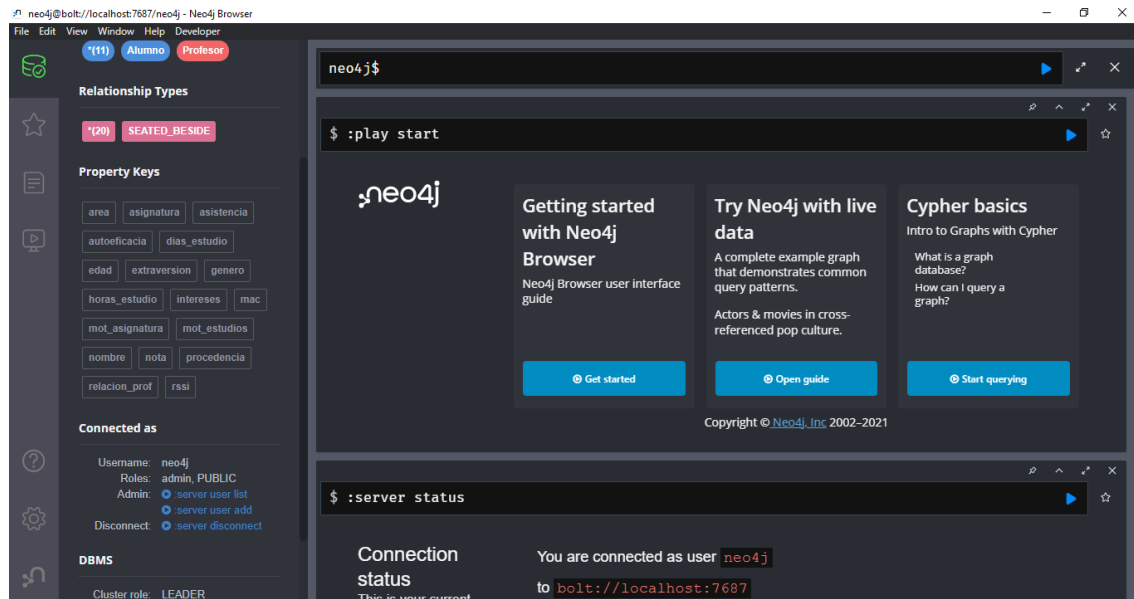 neo4j@bolt://localhost:7687/neo4j - Neo4j Browser
File Edit View Window Help Developer
*(11) Alumno Profesor
Relationship Types
*(20) SEATED_BESIDE
Property Keys
area asignatura asistencia
autoeficacia dias_estudio
edad extraversion genero
horas_estudio intereses mac
mot_asignatura mot_estudios
nombre nota procedencia
relacion_prof rssi
Connected as
Username: neo4j
Roles: admin, PUBLIC
Admin: :server user list
:server user add
Disconnect: :server disconnect
DBMS
Cluster role: LEADER
neo4j$
$ :play start
neo4j
Getting started
with Neo4j
Browser
Neo4j Browser user interface
guide
Get started
Try Neo4j with live
data
A complete example graph
that demonstrates common
query patterns.
Actors & movies in cross-
referenced pop culture.
Open guide
Cypher basics
Intro to Graphs with Cypher
What is a graph
database?
How can I query a
graph?
Start querying
Copyright © Neo4j, Inc 2002–2021
$ :server status
Connection
status
This is your current
You are connected as user neo4j
to bolt://localhost:7687